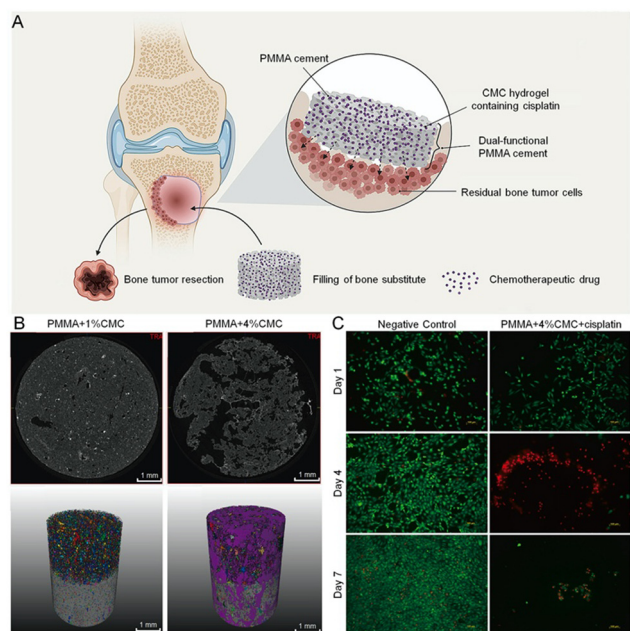 A
PMMA cement
CMC hydrogel
containing cisplatin
Dual-functional
PMMA cement
Residual bone tumor cells
Bone tumor resection
Filling of bone substitute
Chemotherapeutic drug
B
PMMA+1%CMC
PMMA+4%CMC
TRA
TRA
1 mm
1 mm
1 mm
1 mm
C
Negative Control
PMMA+4%CMC+cisplatin
Day 1
Day 4
Day 7